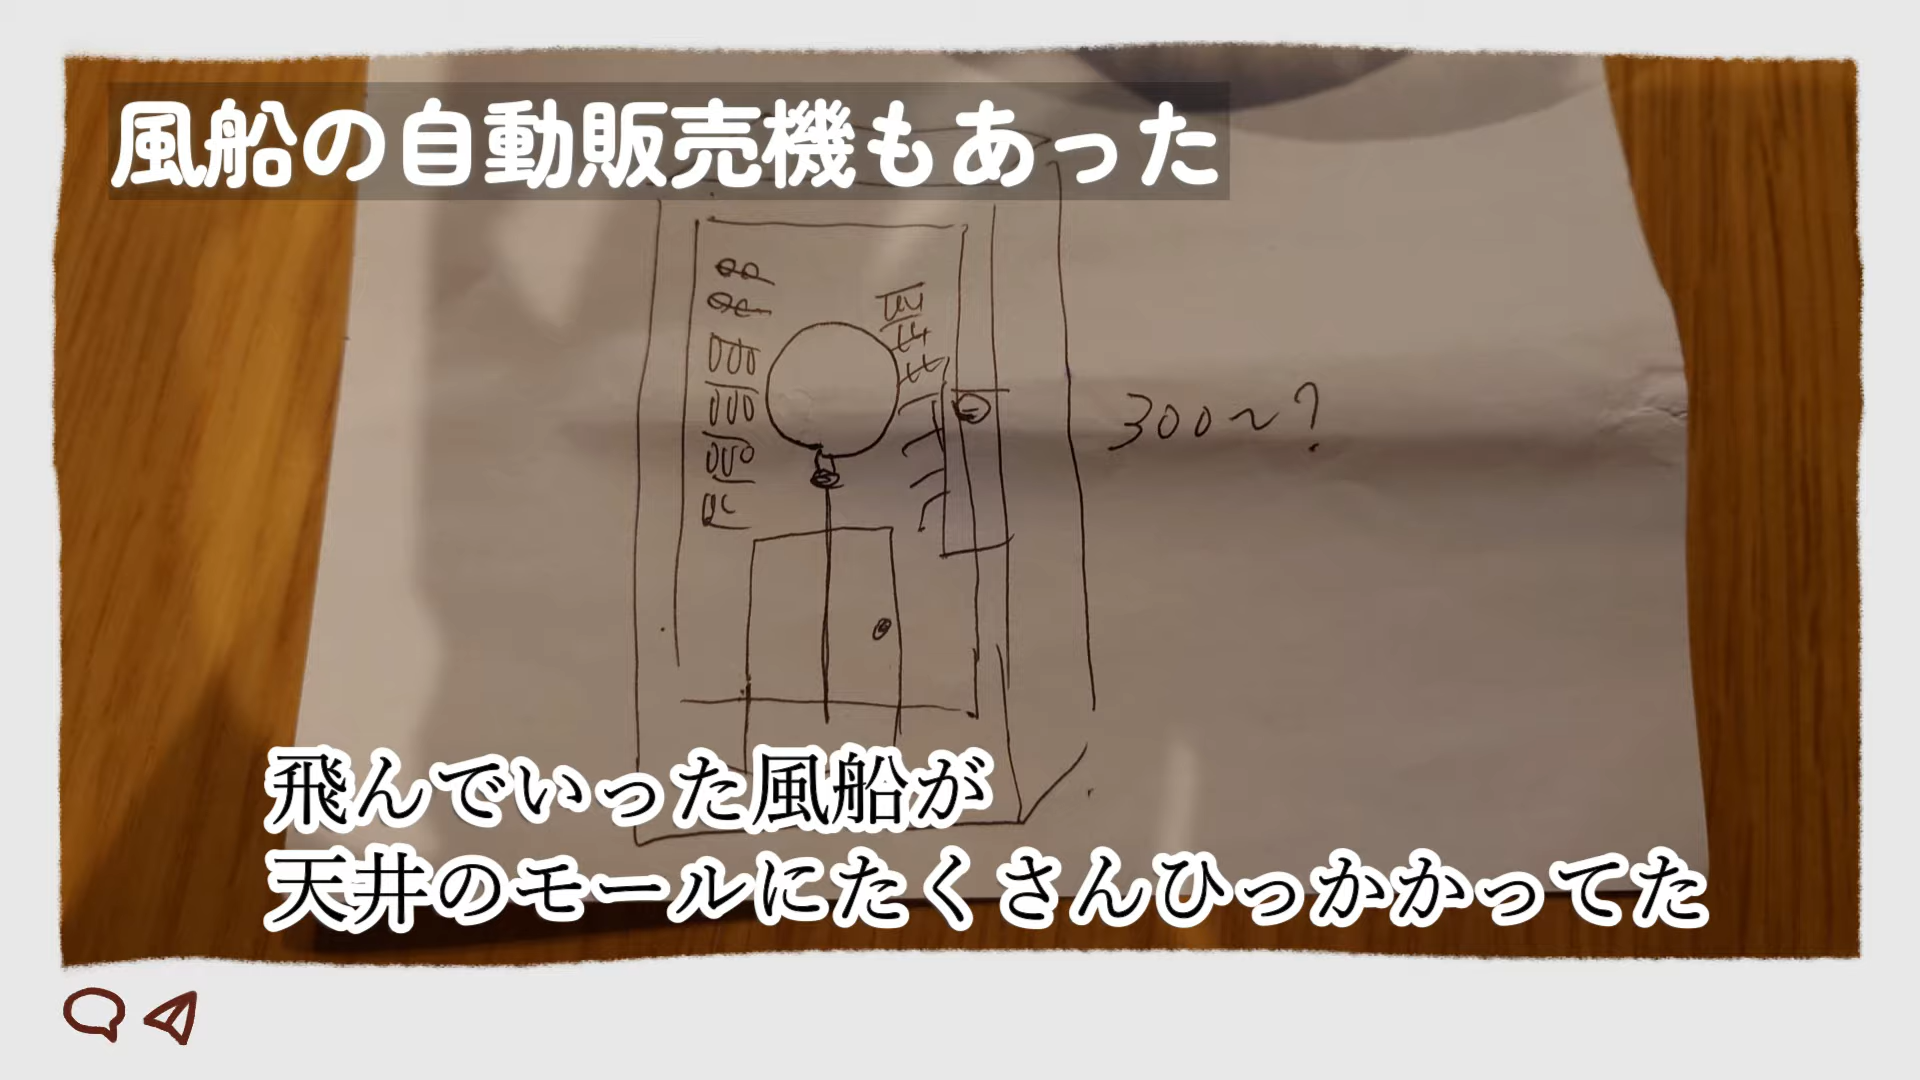 風船の自動販売機もあった
300~?
飛んでいった風船が
天井のモールにたくさんひっかかってた